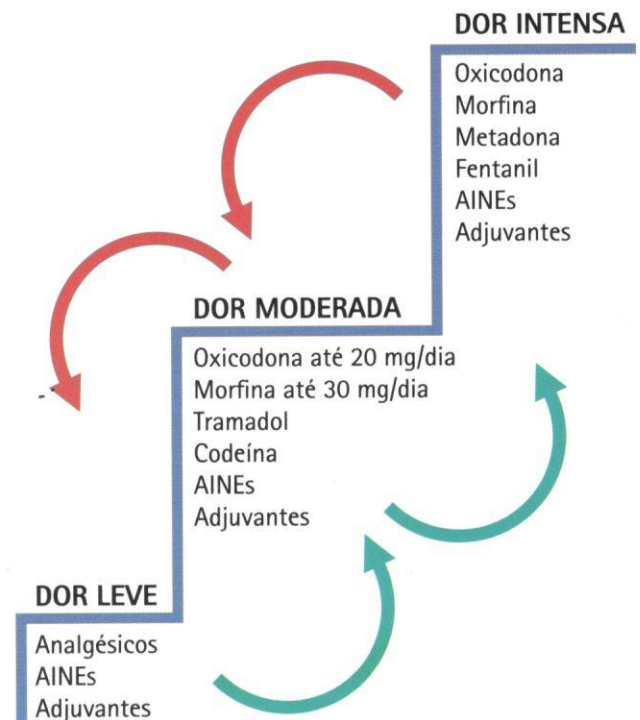 DOR INTENSA
Oxicodona
Morfina
Metadona
Fentanil
AINEs
Adjuvantes
DOR MODERADA
Oxicodona até 20 mg/dia
Morfina até 30 mg/dia
Tramadol
Codeína
AINEs
Adjuvantes
DOR LEVE
Analgésicos
AINEs
Adjuvantes